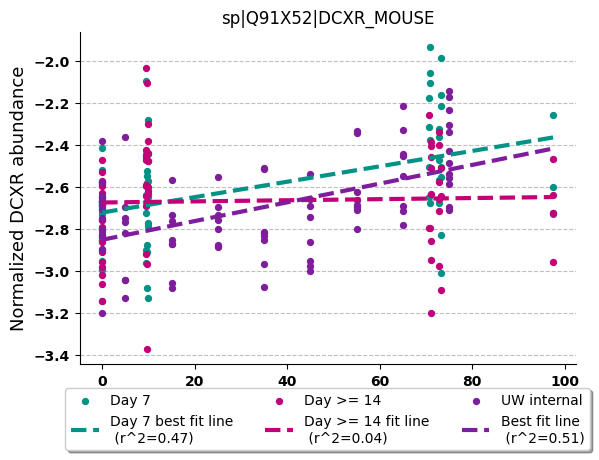 sp|Q91X52|DCXR_MOUSE
Normalized DCXR abundance
−2.0
−2.2
−2.4
−2.6
−2.8
−3.0
−3.2
−3.4
0 20 40 60 80 100
Day 7 Day >= 14 UW internal
Day 7 best fit line Day >= 14 fit line Best fit line
(r^2=0.47) (r^2=0.04) (r^2=0.51)